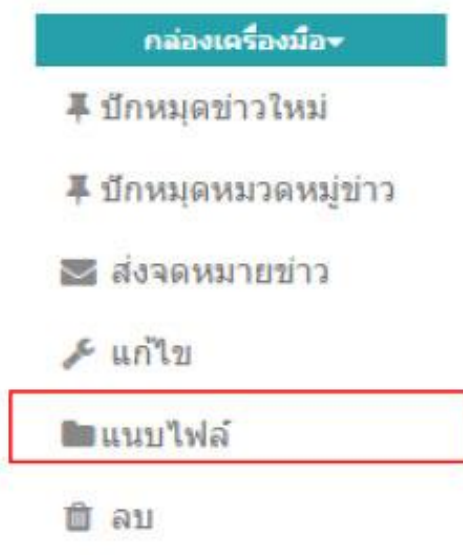 กล่องเครื่องมือ
ปักหมุดข่าวใหม่
ปักหมุดหมวดหมู่ข่าว
ส่งจดหมายข่าว
แก้ไข
แนบไฟล์
ลบ